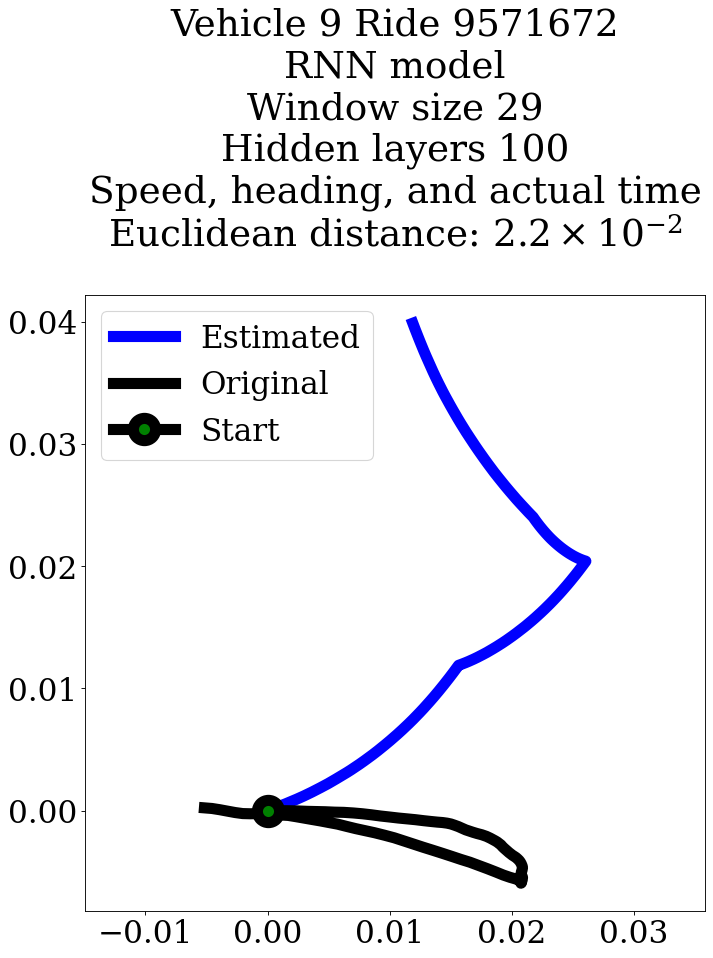 Vehicle 9 Ride 9571672
RNN model
Window size 29
Hidden layers 100
Speed, heading, and actual time
Euclidean distance: 2.2 × 10⁻²
Estimated
Original
Start
0.04
0.03
0.02
0.01
0.00
−0.01 0.00 0.01 0.02 0.03